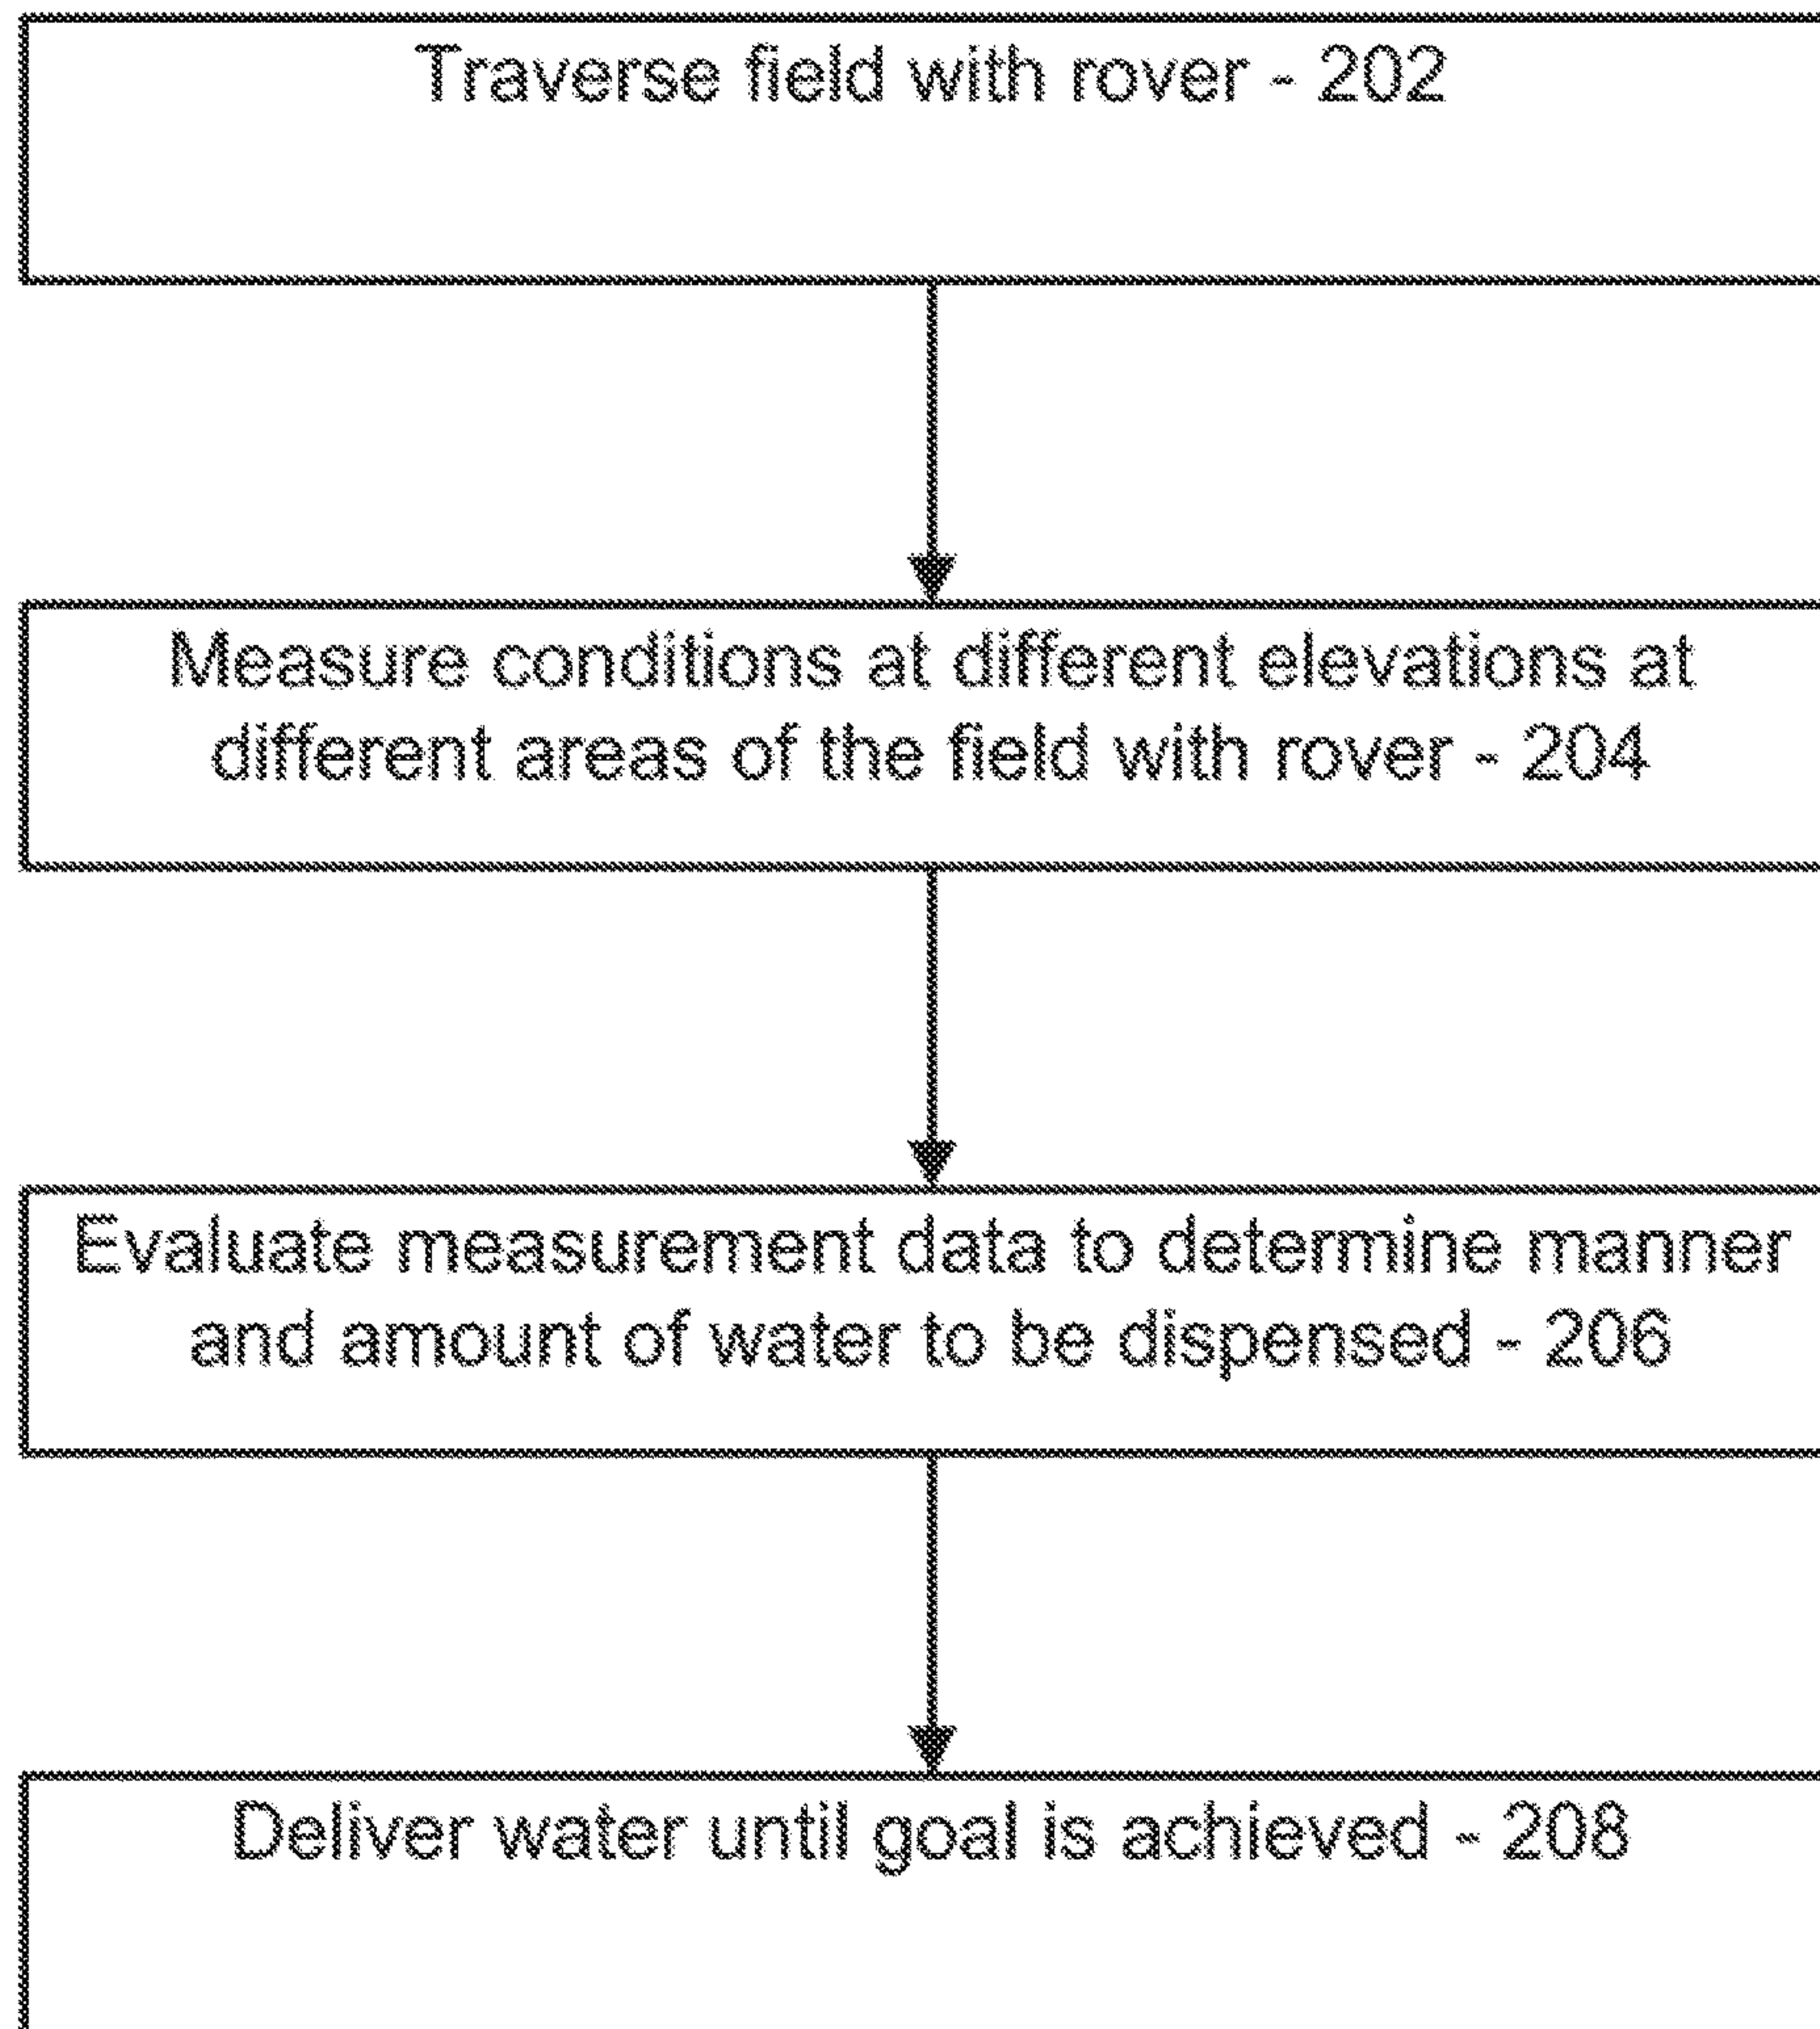 Traverse field with rover - 202
Measure conditions at different elevations at
different areas of the field with rover - 204
Evaluate measurement data to determine manner
and amount of water to be dispensed - 206
Deliver water until goal is achieved - 208